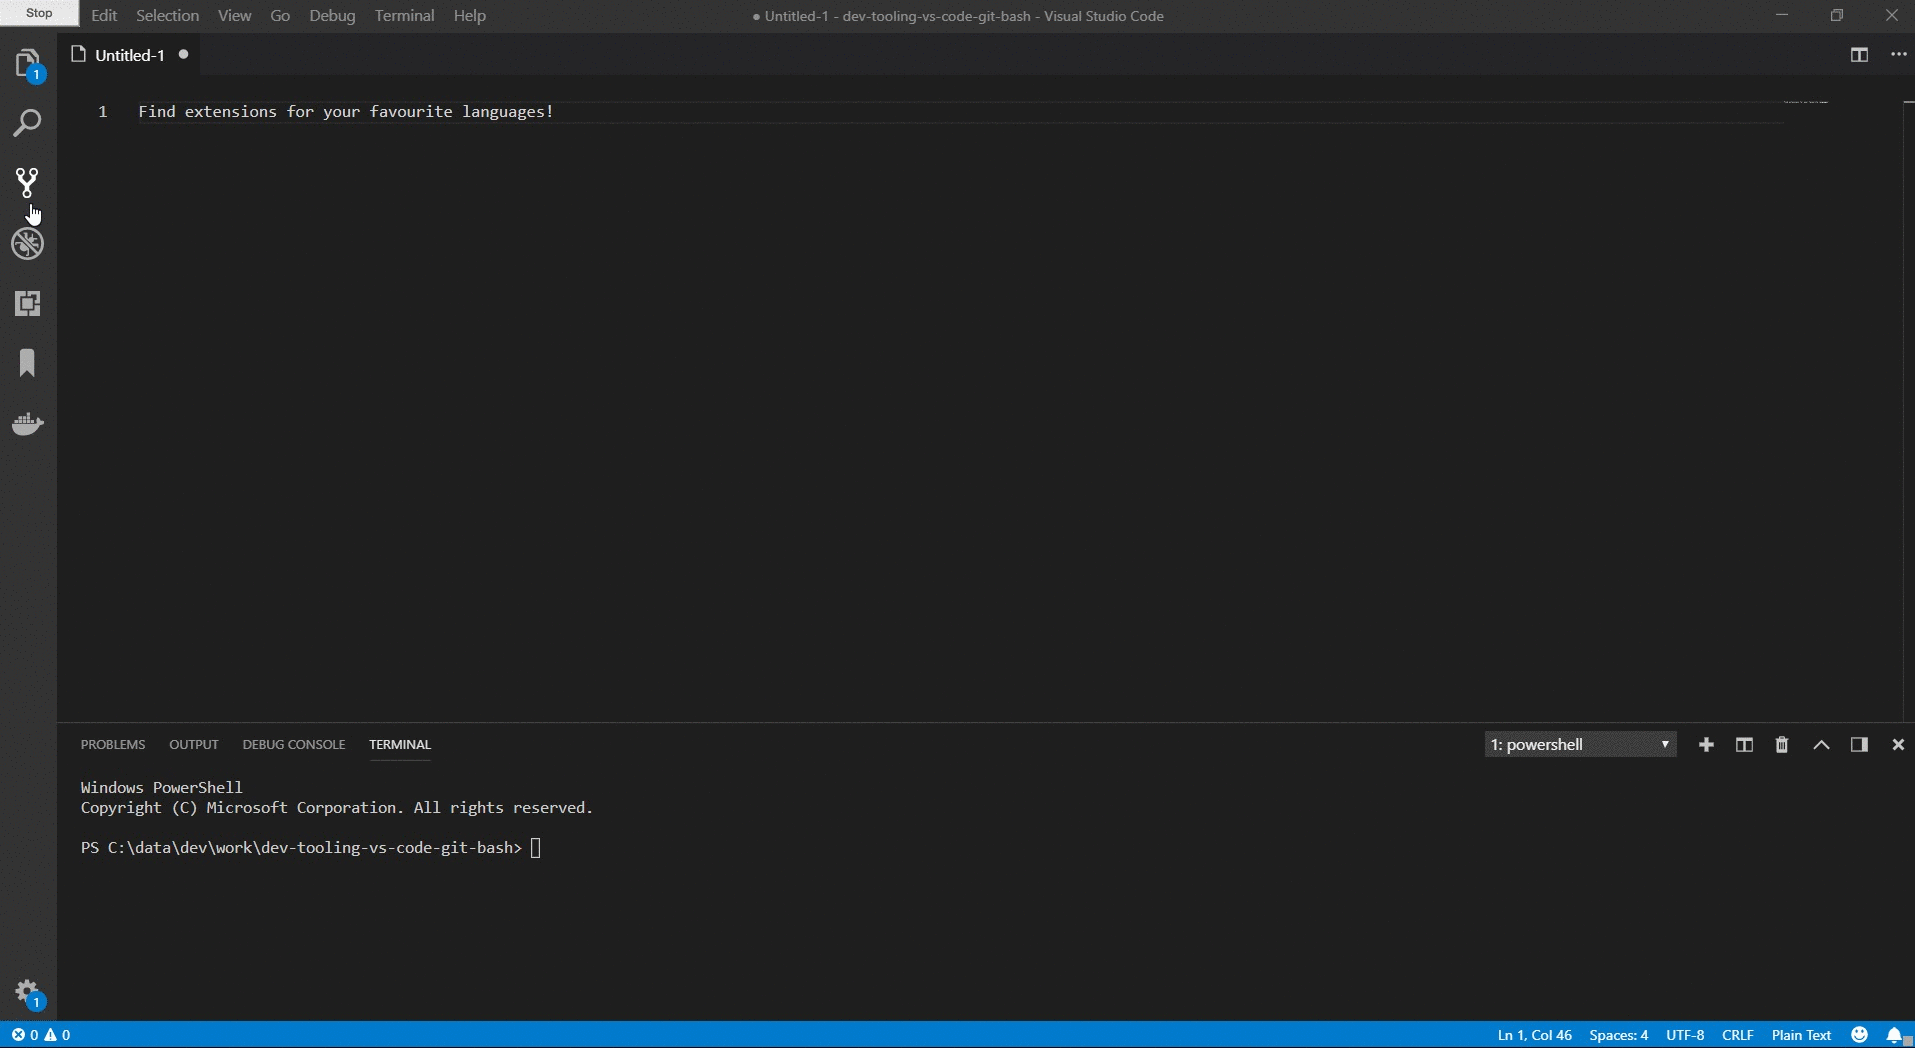 Stop Edit Selection View Go Debug Terminal Help ● Untitled-1 - dev-tooling-vs-code-git-bash - Visual Studio Code
1
Untitled-1 ●
1 Find extensions for your favourite languages!
PROBLEMS OUTPUT DEBUG CONSOLE TERMINAL 1: powershell
Windows PowerShell
Copyright (C) Microsoft Corporation. All rights reserved.
PS C:\data\dev\work\dev-tooling-vs-code-git-bash>
1
0 0 Ln 1, Col 46 Spaces: 4 UTF-8 CRLF Plain Text